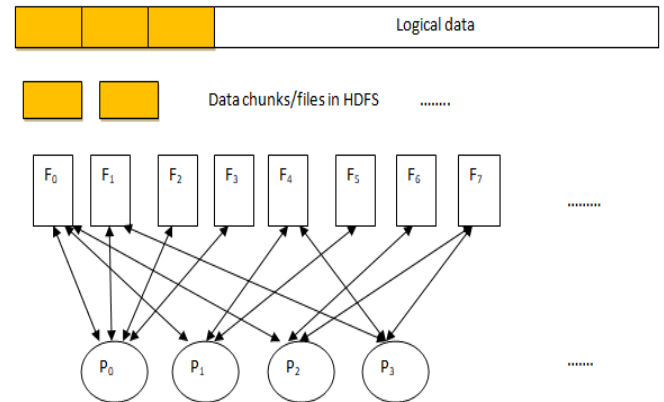 Logical data
Data chunks/files in HDFS ........
F₀ F₁ F₂ F₃ F₄ F₅ F₆ F₇ .........
P₀ P₁ P₂ P₃ .......